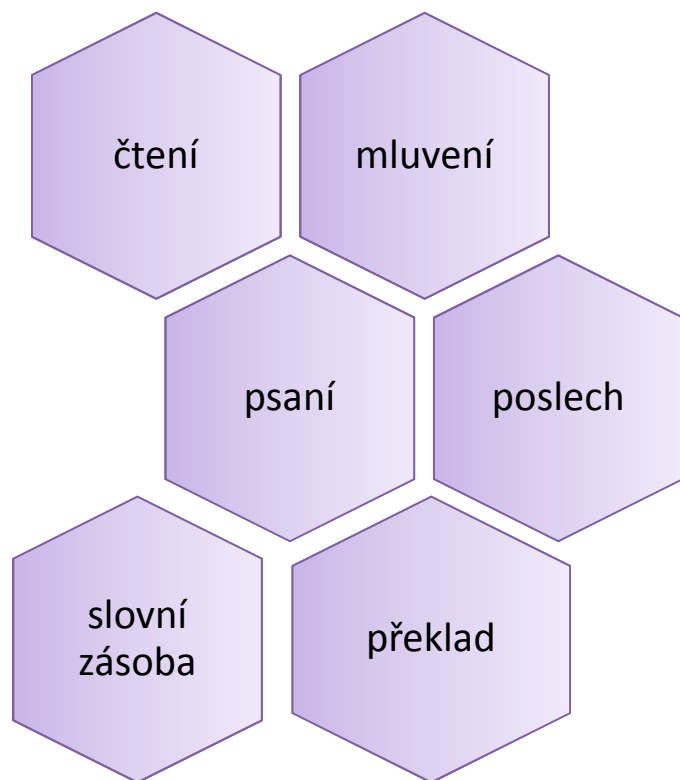 čtení
mluvení
psaní
poslech
slovní
zásoba
překlad